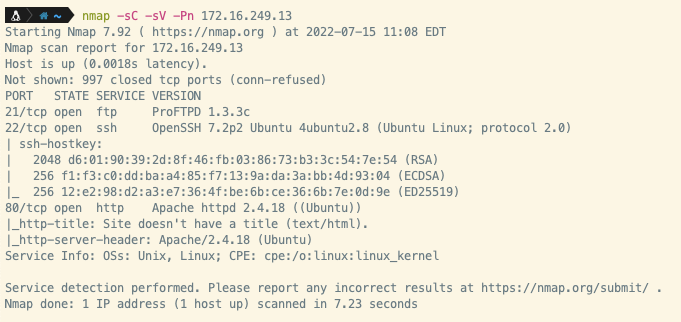 ~ nmap -sC -sV -Pn 172.16.249.13
Starting Nmap 7.92 ( https://nmap.org ) at 2022-07-15 11:08 EDT
Nmap scan report for 172.16.249.13
Host is up (0.0018s latency).
Not shown: 997 closed tcp ports (conn-refused)
PORT   STATE SERVICE VERSION
21/tcp open  ftp     ProFTPD 1.3.3c
22/tcp open  ssh     OpenSSH 7.2p2 Ubuntu 4ubuntu2.8 (Ubuntu Linux; protocol 2.0)
| ssh-hostkey:
|   2048 d6:01:90:39:2d:8f:46:fb:03:86:73:b3:3c:54:7e:54 (RSA)
|   256 f1:f3:c0:dd:ba:a4:85:f7:13:9a:da:3a:bb:4d:93:04 (ECDSA)
|_  256 12:e2:98:d2:a3:e7:36:4f:be:6b:ce:36:6b:7e:0d:9e (ED25519)
80/tcp open  http    Apache httpd 2.4.18 ((Ubuntu))
|_http-title: Site doesn't have a title (text/html).
|_http-server-header: Apache/2.4.18 (Ubuntu)
Service Info: OSs: Unix, Linux; CPE: cpe:/o:linux:linux_kernel

Service detection performed. Please report any incorrect results at https://nmap.org/submit/ .
Nmap done: 1 IP address (1 host up) scanned in 7.23 seconds